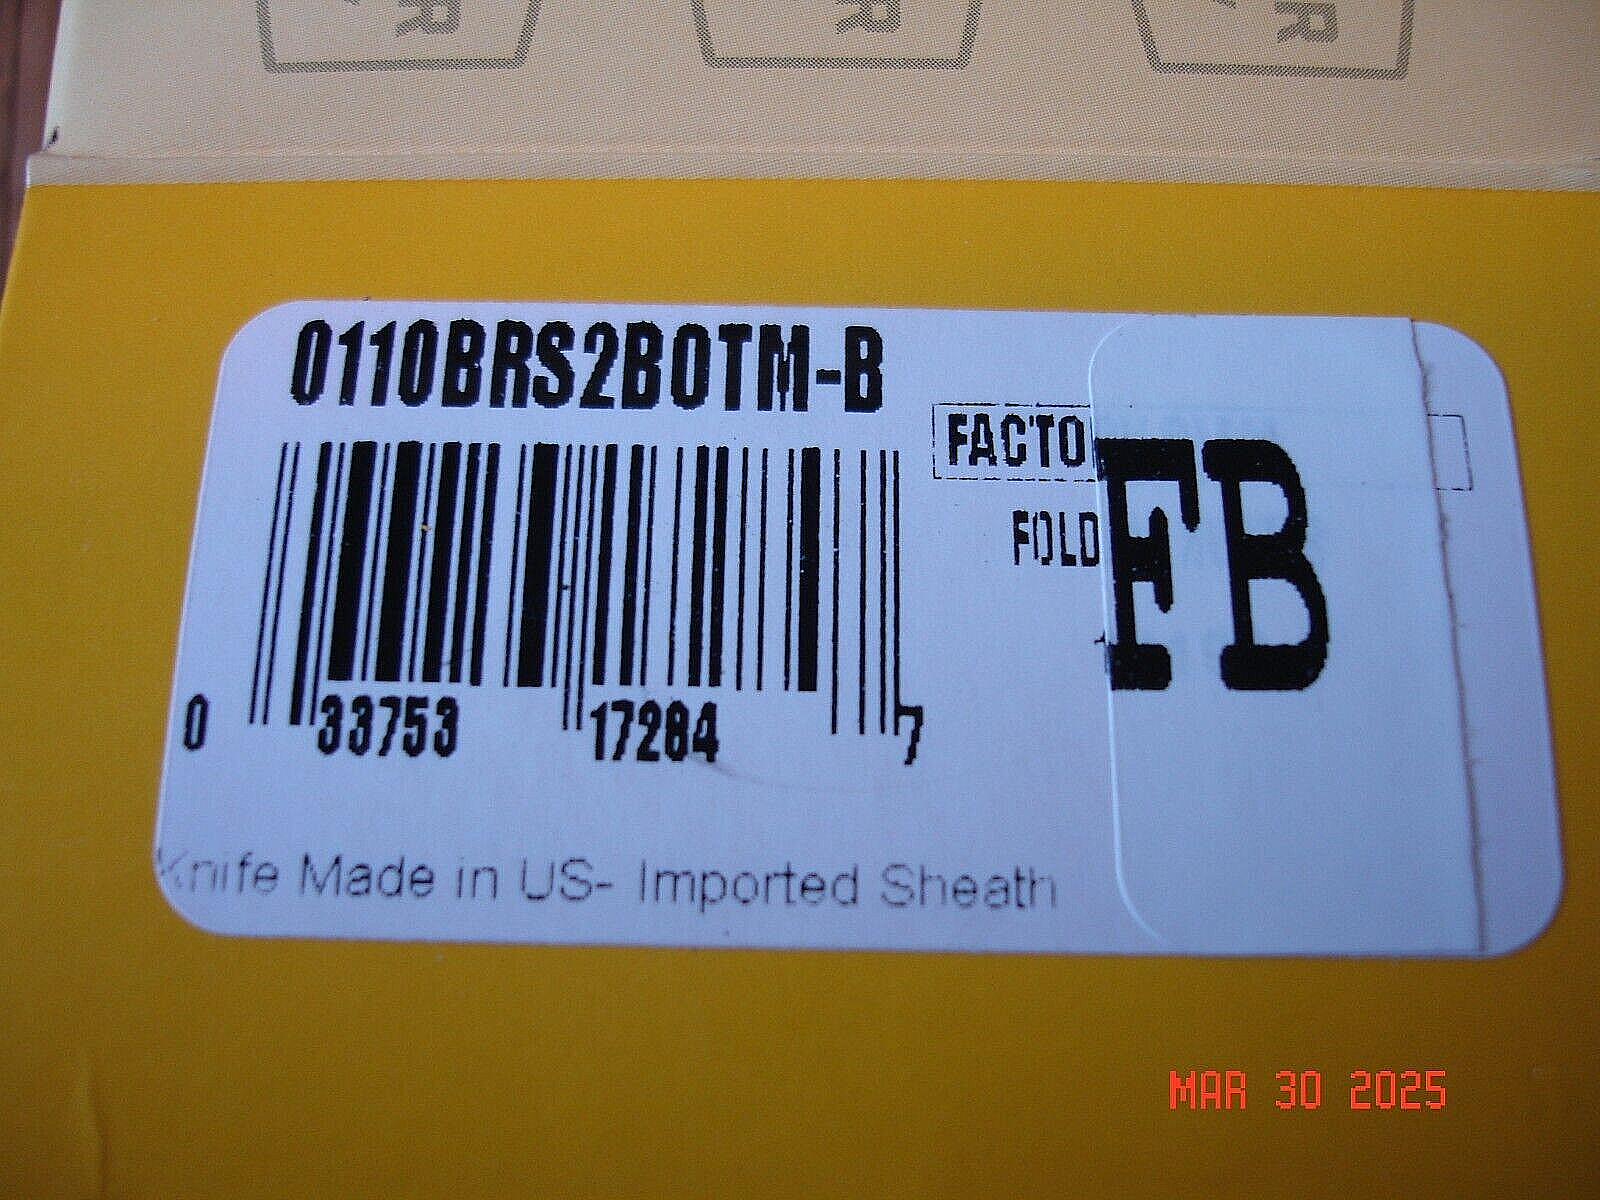 R R R
0110BRS2BOTM-B
FACTO
FOLD
FB
0 33753 17284 7
Knife Made in US- Imported Sheath
MAR 30 2025